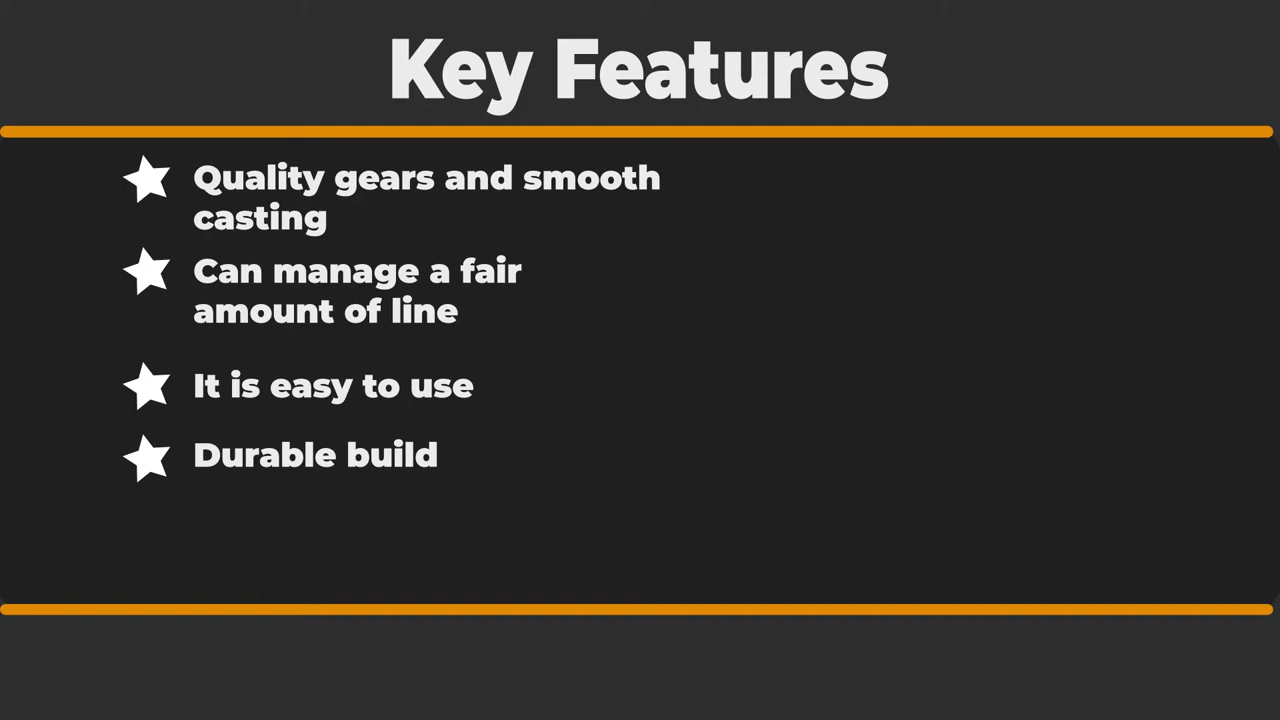 Key Features
Quality gears and smooth
casting
Can manage a fair
amount of line
It is easy to use
Durable build